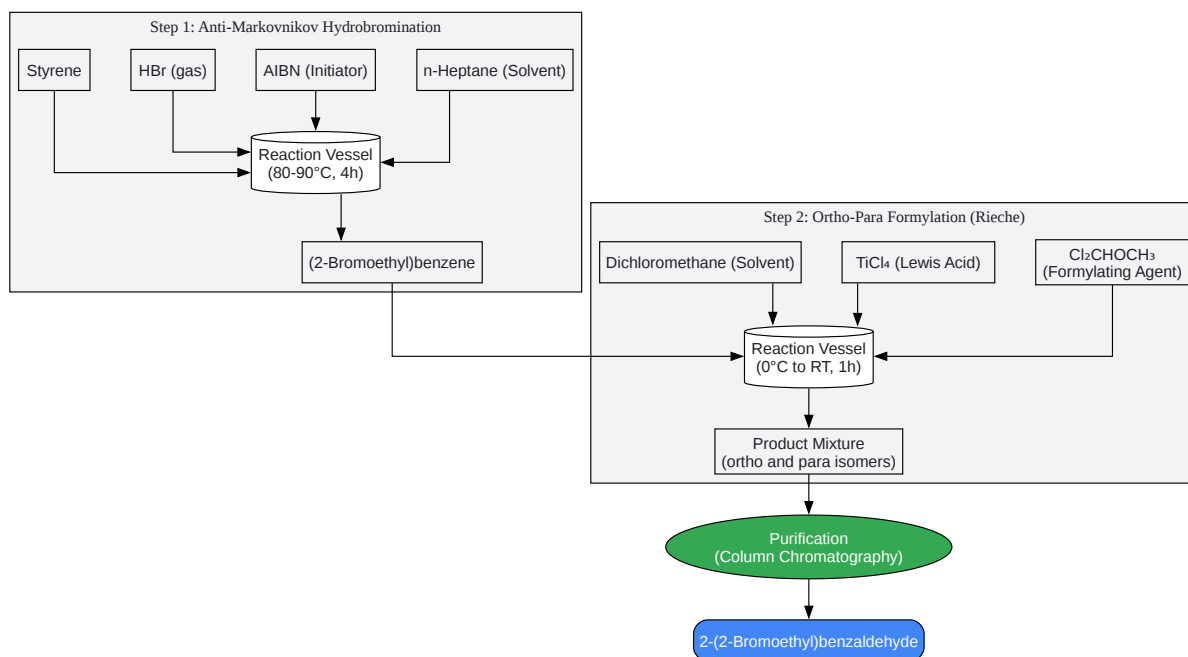 Step 1: Anti-Markovnikov Hydrobromination
Styrene
HBr (gas)
AIBN (Initiator)
n-Heptane (Solvent)
Reaction Vessel
(80-90°C, 4h)
(2-Bromoethyl)benzene
Step 2: Ortho-Para Formylation (Rieche)
Dichloromethane (Solvent)
TiCl₄ (Lewis Acid)
Cl₂CHOCH₃
(Formylating Agent)
Reaction Vessel
(0°C to RT, 1h)
Product Mixture
(ortho and para isomers)
Purification
(Column Chromatography)
2-(2-Bromoethyl)benzaldehyde